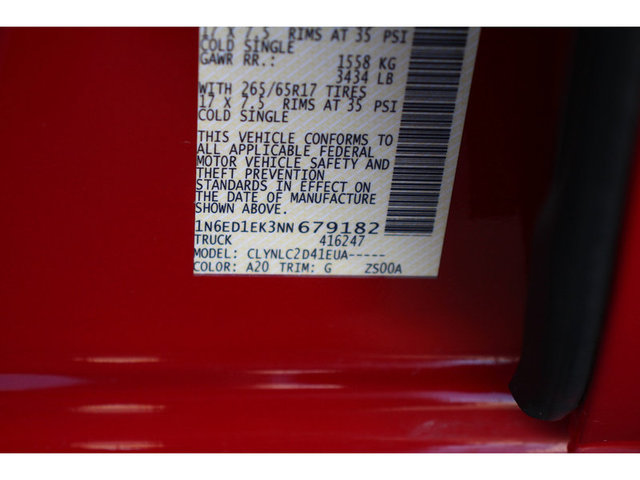 17 X 7.5 RIMS AT 35 PSI
COLD SINGLE
GAWR RR.: 1558 KG
3434 LB
WITH 265/65R17 TIRES
17 X 7.5 RIMS AT 35 PSI
COLD SINGLE
THIS VEHICLE CONFORMS TO
ALL APPLICABLE FEDERAL
MOTOR VEHICLE SAFETY AND
THEFT PREVENTION
STANDARDS IN EFFECT ON
THE DATE OF MANUFACTURE
SHOWN ABOVE.
1N6ED1EK3NN679182
TRUCK 416247
MODEL: CLYNLC2D41EUA-----
COLOR: A20 TRIM: G ZS00A